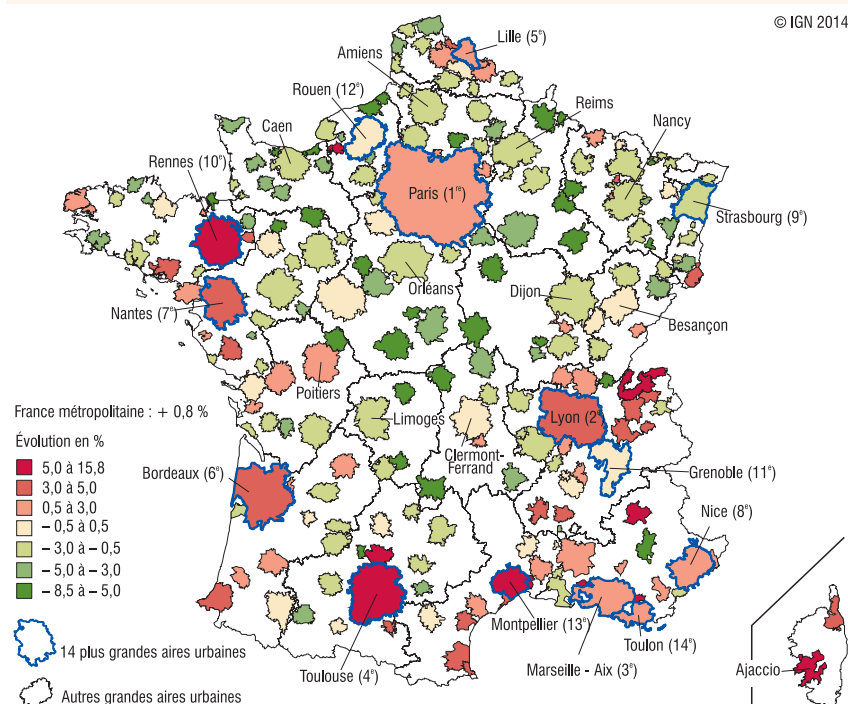 © IGN 2014
Lille (5e)
Amiens
Rouen (12e)
Reims
Caen
Nancy
Rennes (10e)
Paris (1re)
Strasbourg (9e)
Orléans
Nantes (7e)
Dijon
Besançon
Poitiers
France métropolitaine : + 0,8 %
Limoges
Lyon (2e
Évolution en %
Clermont-
Ferrand
5,0 à 15,8
Bordeaux (6e)
Grenoble (11e)
3,0 à 5,0
0,5 à 3,0
– 0,5 à 0,5
Nice (8e)
– 3,0 à – 0,5
– 5,0 à – 3,0
– 8,5 à – 5,0
Montpellier (13e)
Toulon (14e)
14 plus grandes aires urbaines
Marseille - Aix (3e)
Toulouse (4e)
Ajaccio
Autres grandes aires urbaines